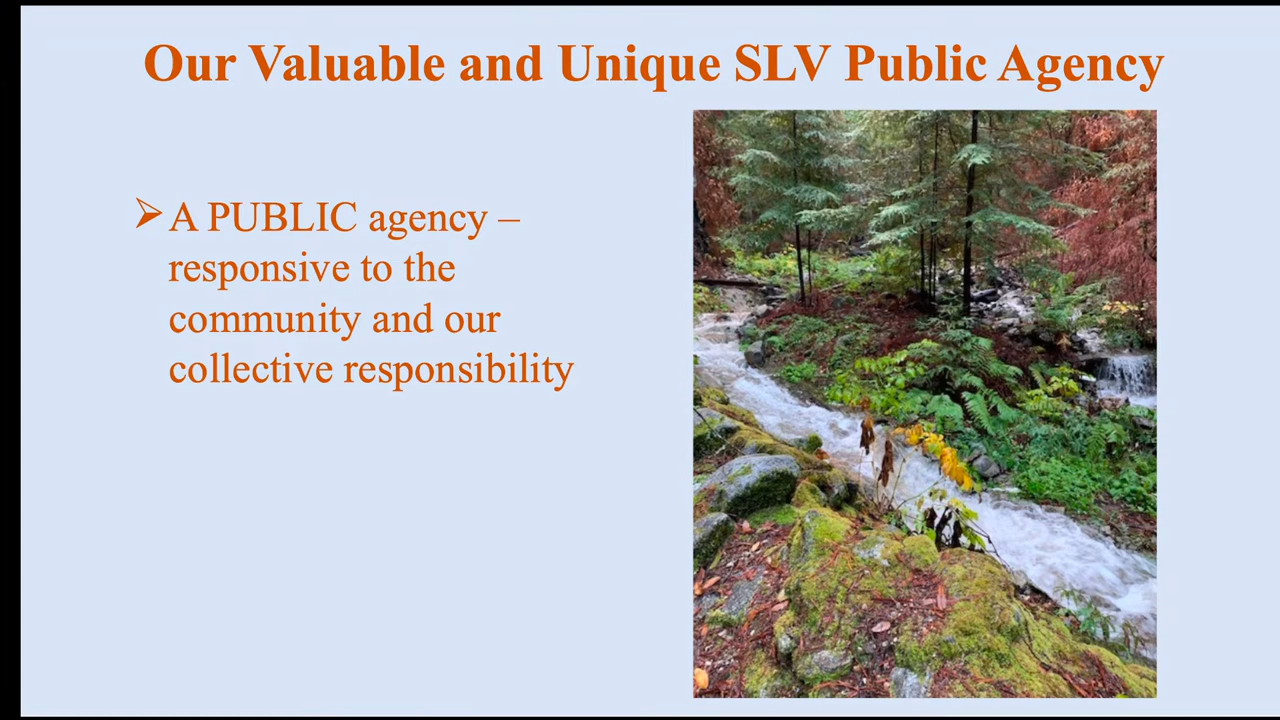 Our Valuable and Unique SLV Public Agency
➢ A PUBLIC agency –
responsive to the
community and our
collective responsibility